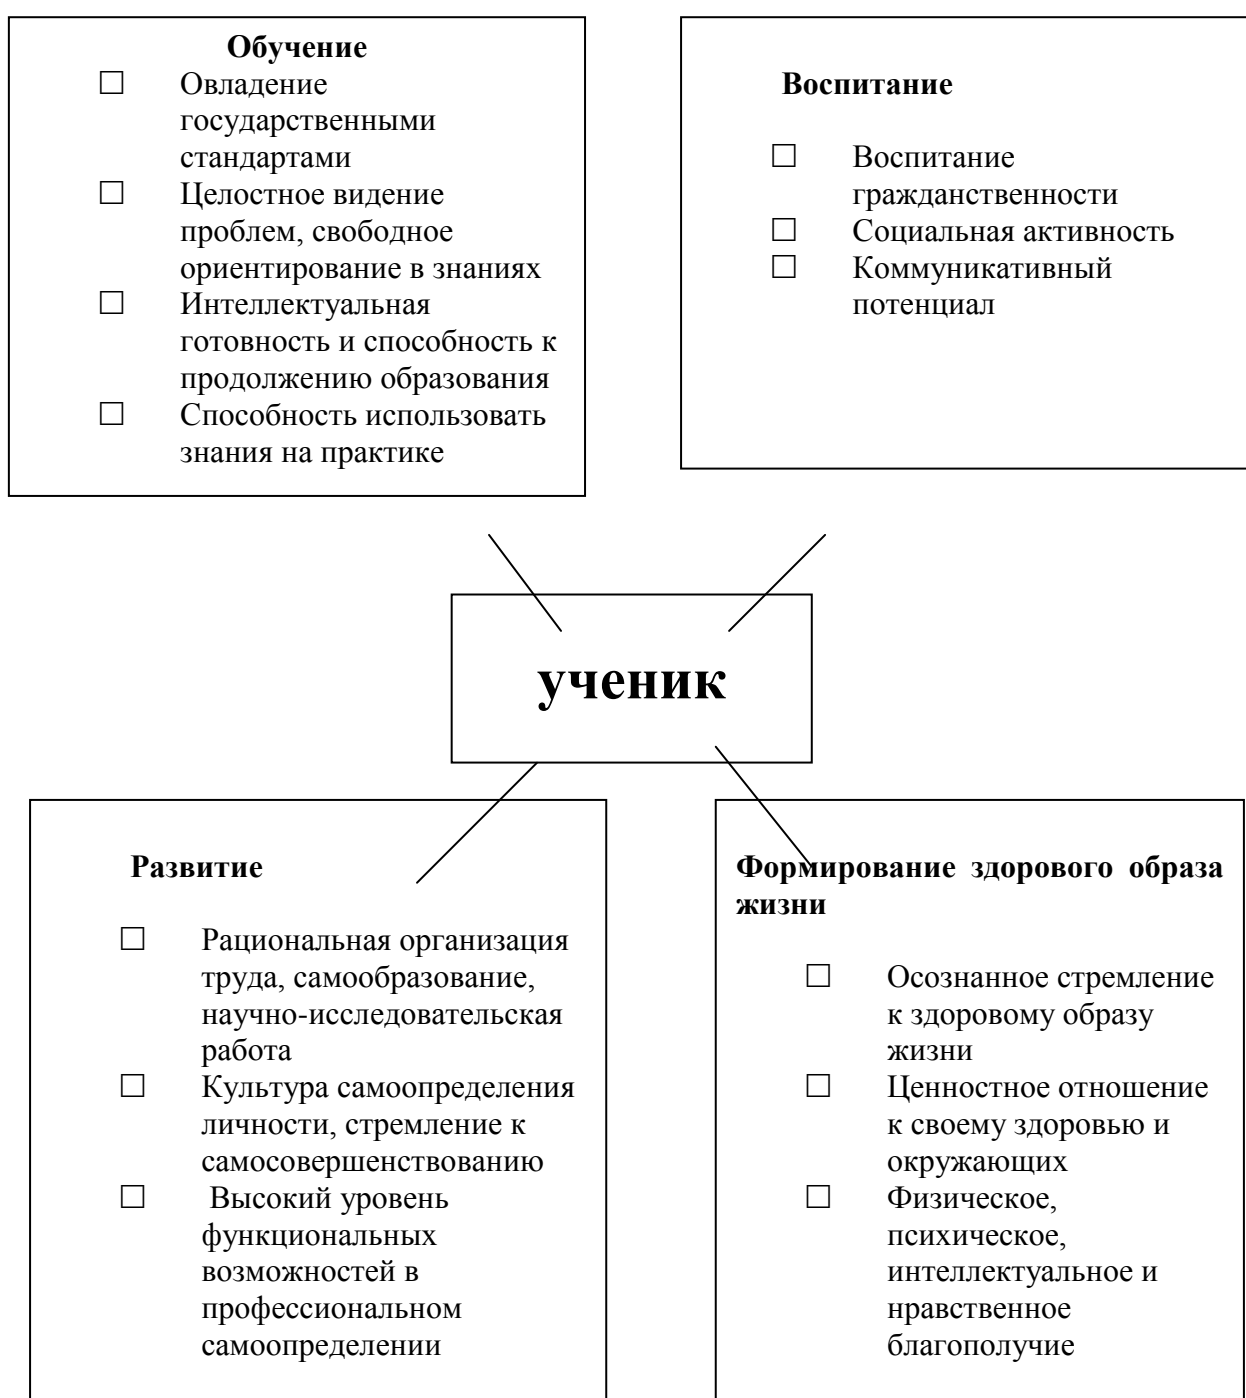 Обучение
☐ Овладение
государственными
стандартами
☐ Целостное видение
проблем, свободное
ориентирование в знаниях
☐ Интеллектуальная
готовность и способность к
продолжению образования
☐ Способность использовать
знания на практике
Воспитание
☐ Воспитание
гражданственности
☐ Социальная активность
☐ Коммуникативный
потенциал
ученик
Развитие
☐ Рациональная организация
труда, самообразование,
научно-исследовательская
работа
☐ Культура самоопределения
личности, стремление к
самосовершенствованию
☐ Высокий уровень
функциональных
возможностей в
профессиональном
самоопределении
Формирование здорового образа
жизни
☐ Осознанное стремление
к здоровому образу
жизни
☐ Ценностное отношение
к своему здоровью и
окружающих
☐ Физическое,
психическое,
интеллектуальное и
нравственное
благополучие